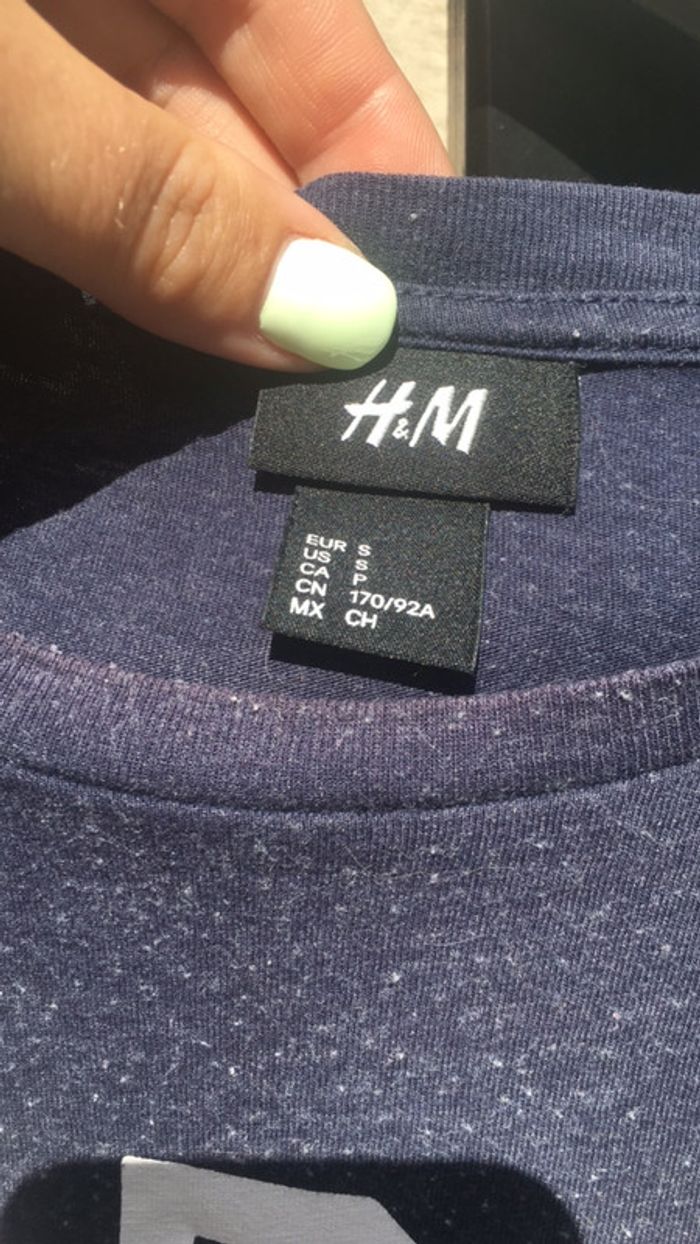 H&M
EUR S
US S
CA P
CN 170/92A
MX CH